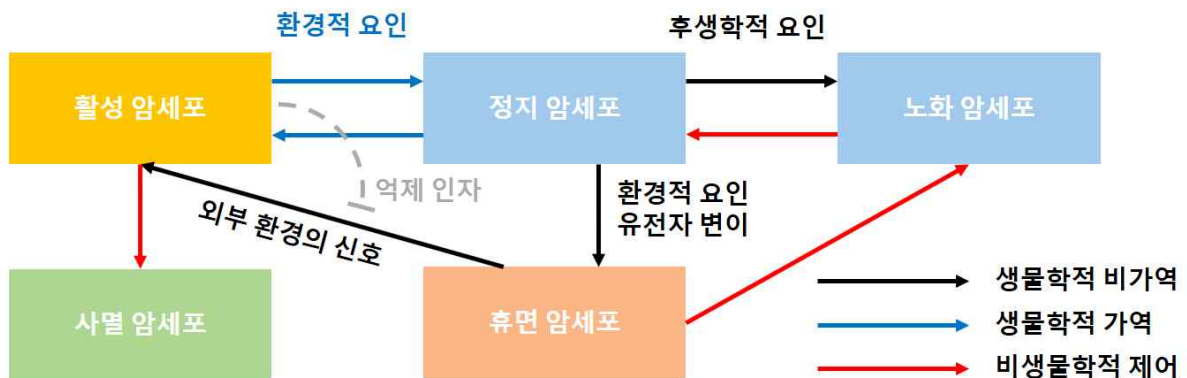 환경적 요인
후생학적 요인
활성 암세포
정지 암세포
노화 암세포
억제 인자
외부 환경의 신호
환경적 요인
유전자 변이
사멸 암세포
휴면 암세포
생물학적 비가역
생물학적 가역
비생물학적 제어